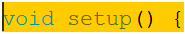 void setup() {